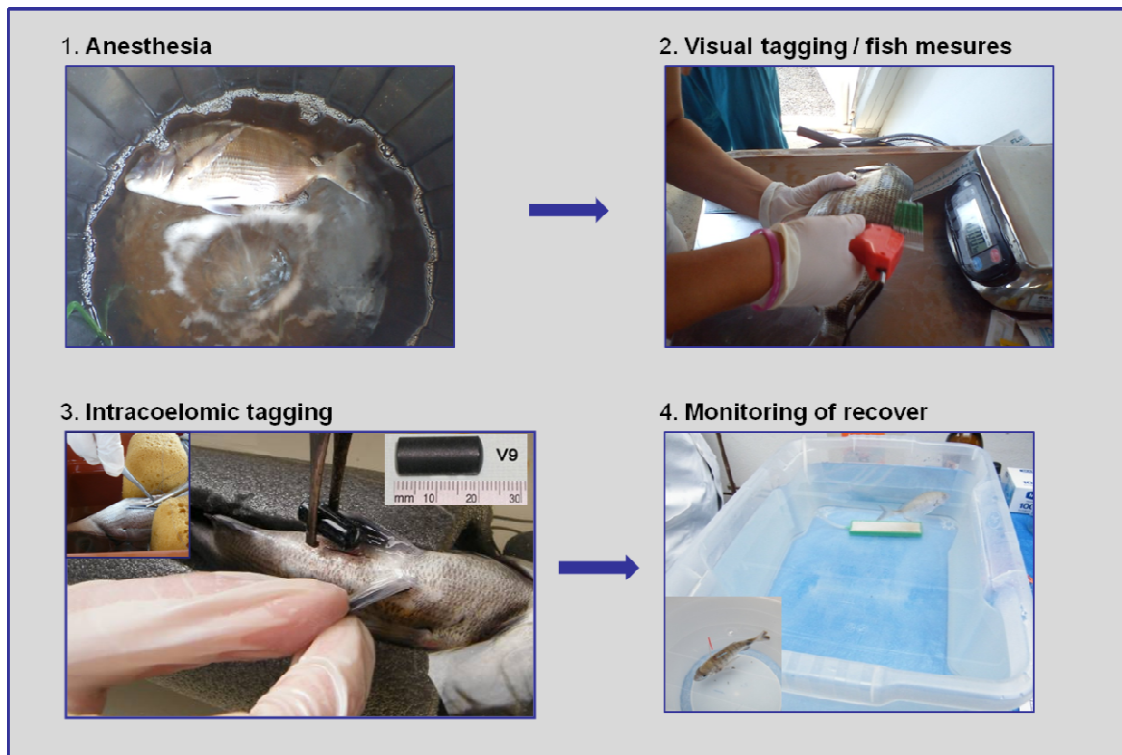 1. Anesthesia
2. Visual tagging / fish mesures
3. Intracoelomic tagging
V9
mm 10 20 30
4. Monitoring of recover